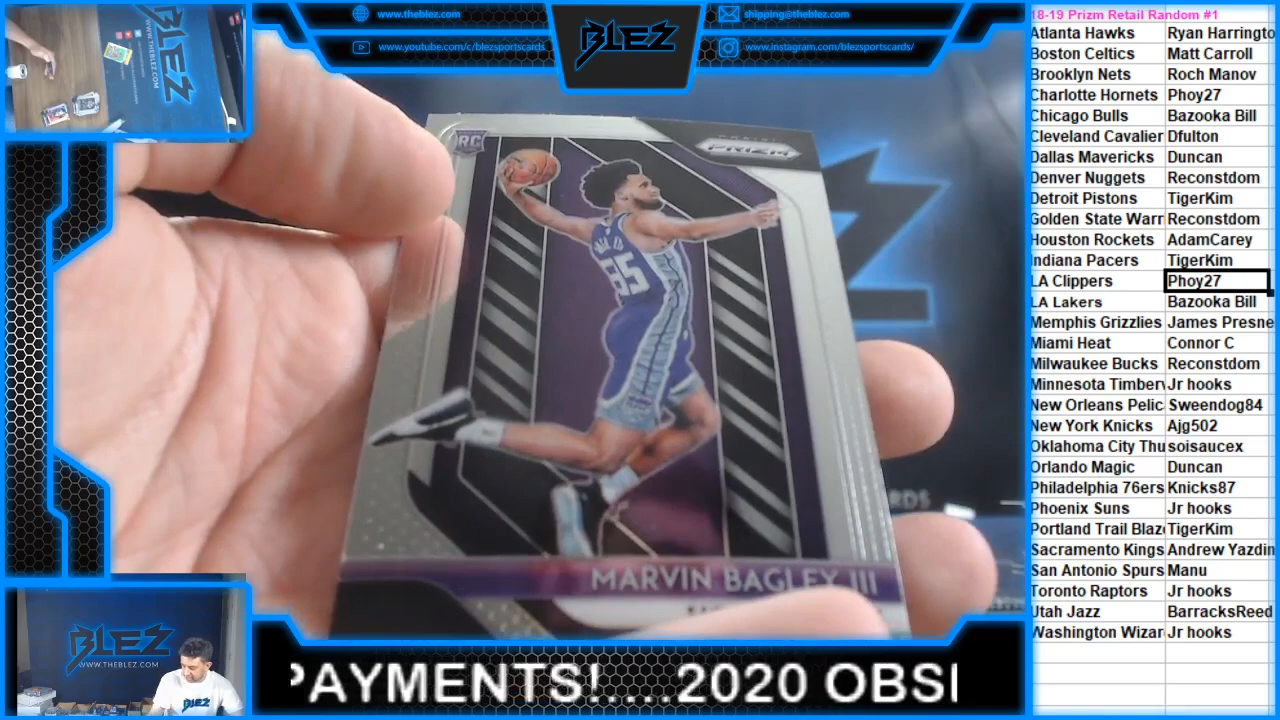 www.theblez.com
www.youtube.com/c/blezsportscards
BLEZ
shipping@theblez.com
www.instagram.com/blezsportscards/
THE BLEZ
WWW.THEBLEZ.COM
RC
PANINI
PRIZM
35
MARVIN BAGLEY III
BLEZ
WWW.THEBLEZ.COM
PAYMENTS!....2020 OBSI
18-19 Prizm Retail Random #1
Atlanta Hawks Ryan Harringto
Boston Celtics Matt Carroll
Brooklyn Nets Roch Manov
Charlotte Hornets Phoy27
Chicago Bulls Bazooka Bill
Cleveland Cavalier Dfulton
Dallas Mavericks Duncan
Denver Nuggets Reconstdom
Detroit Pistons TigerKim
Golden State Warr Reconstdom
Houston Rockets AdamCarey
Indiana Pacers TigerKim
LA Clippers Phoy27
LA Lakers Bazooka Bill
Memphis Grizzlies James Presne
Miami Heat Connor C
Milwaukee Bucks Reconstdom
Minnesota Timberv Jr hooks
New Orleans Pelic Sweendog84
New York Knicks Ajg502
Oklahoma City Thu soisaucex
Orlando Magic Duncan
Philadelphia 76ers Knicks87
Phoenix Suns Jr hooks
Portland Trail Blaz TigerKim
Sacramento Kings Andrew Yazdin
San Antonio Spurs Manu
Toronto Raptors Jr hooks
Utah Jazz BarracksReed
Washington Wizar Jr hooks